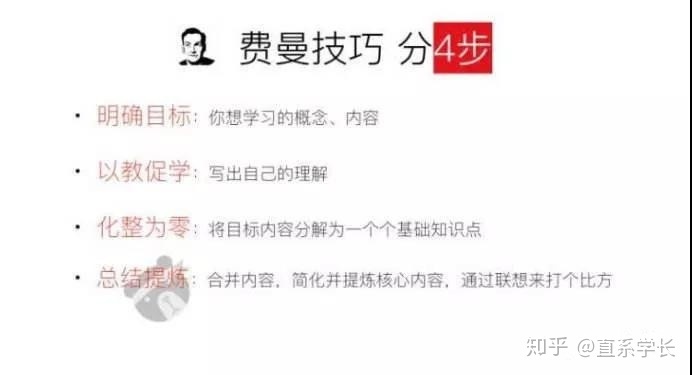 费曼技巧 分4步
• 明确目标：你想学习的概念、内容
• 以教促学：写出自己的理解
• 化整为零：将目标内容分解为一个个基础知识点
• 总结提炼：合并内容，简化并提炼核心内容，通过联想来打个比方
知乎 @直系学长